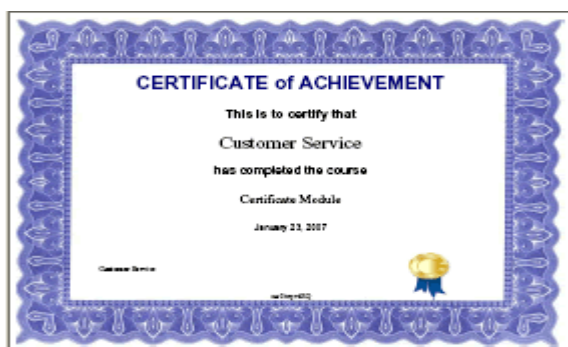 CERTIFICATE of ACHIEVEMENT
This is to certify that
Customer Service
has completed the course
Certificate Module
January 23, 2007
Customer Service